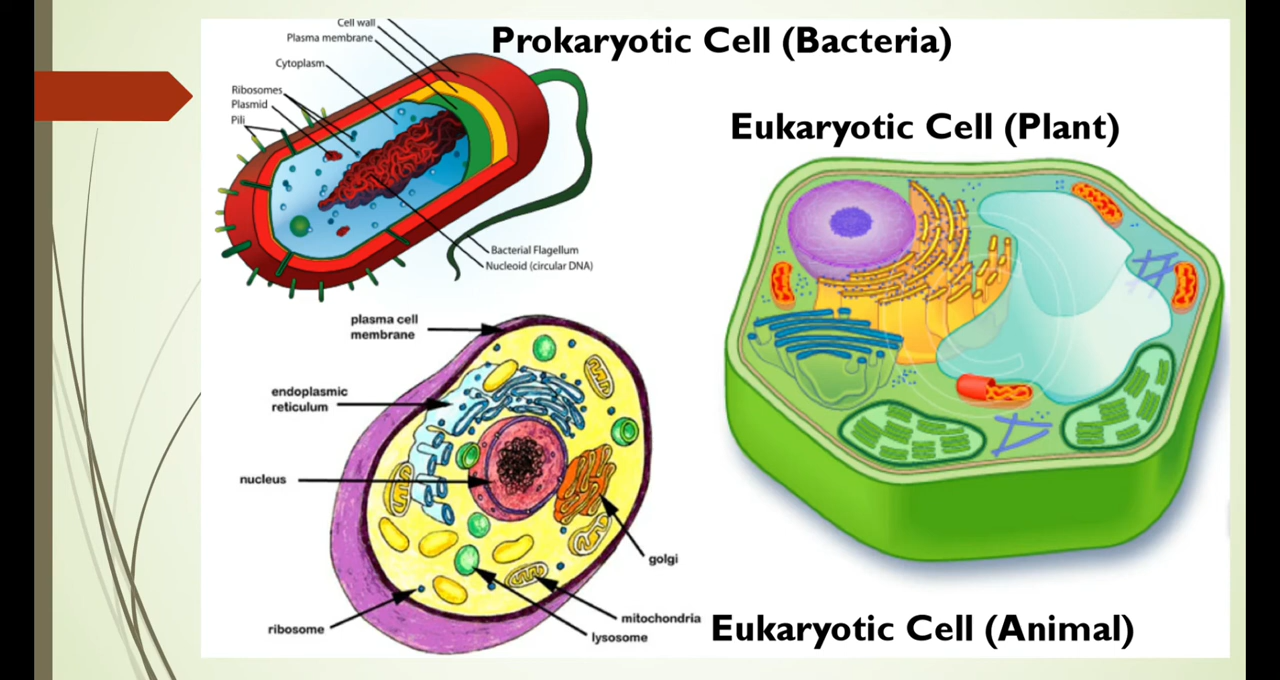 Cell wall
Plasma membrane
Prokaryotic Cell (Bacteria)
Cytoplasm
Ribosomes
Plasmid
Pili
Eukaryotic Cell (Plant)
Bacterial Flagellum
Nucleoid (circular DNA)
plasma cell
membrane
endoplasmic
reticulum
nucleus
golgi
mitochondria
lysosome
ribosome
Eukaryotic Cell (Animal)